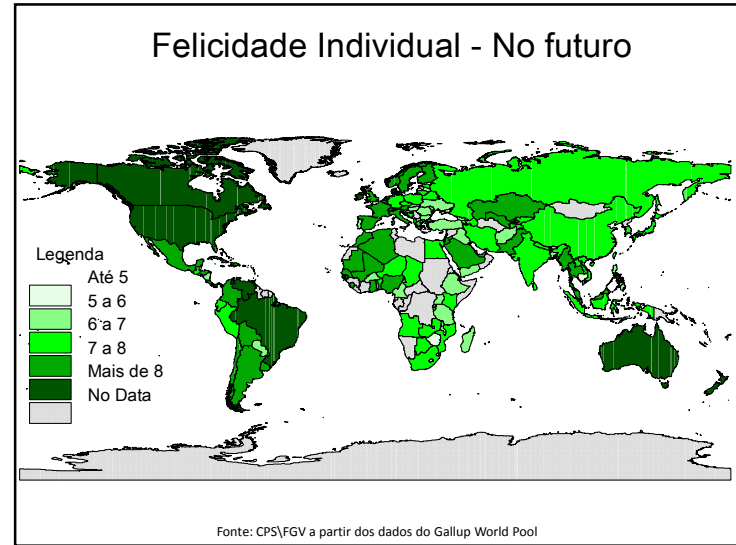 Felicidade Individual - No futuro
Legenda
Até 5
5 a 6
6 a 7
7 a 8
Mais de 8
No Data
Fonte: CPS\FGV a partir dos dados do Gallup World Pool